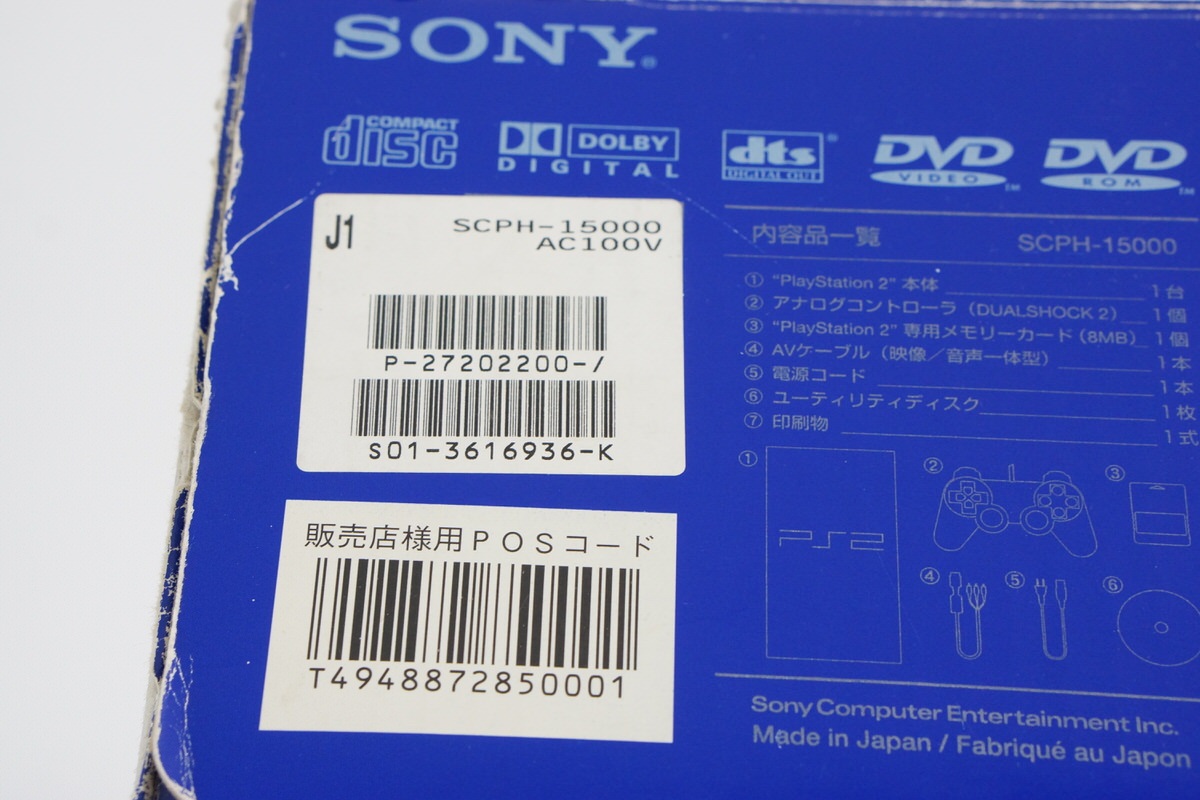 SONY®
COMPACT
disc
DOLBY
DIGITAL
dts®
DIGITAL OUT
DVD
VIDEO™
DVD
ROM™
J1
SCPH-15000
AC100V
P-27202200-/
S01-3616936-K
販売店様用POSコード
T4948872850001
内容品一覧 SCPH-15000
① “PlayStation 2” 本体 1台
② アナログコントローラ(DUALSHOCK 2) 1個
③ “PlayStation 2” 専用メモリーカード(8MB) 1個
④ AVケーブル(映像/音声一体型) 1本
⑤ 電源コード 1本
⑥ ユーティリティディスク 1枚
⑦ 印刷物 1式
①
PS2
②
③
④
⑤
⑥
Sony Computer Entertainment Inc.
Made in Japan / Fabriqué au Japon